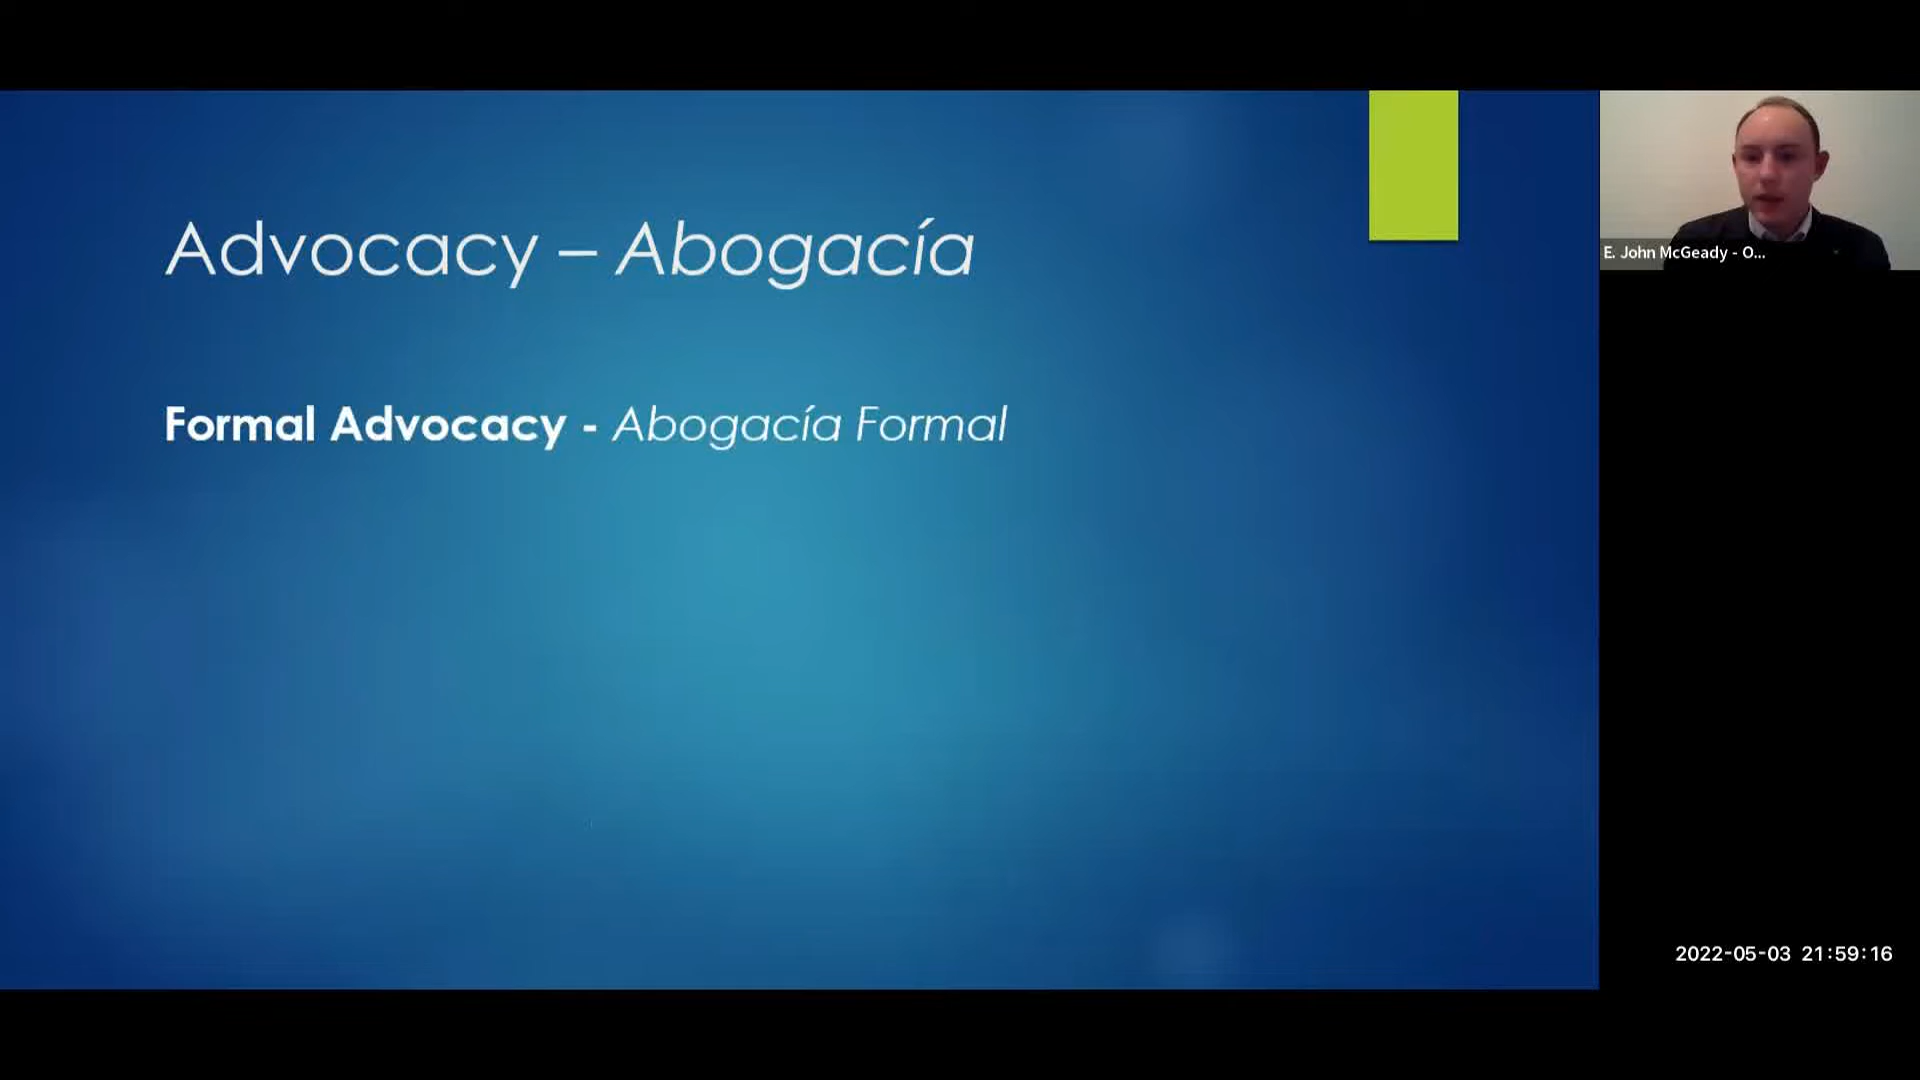 Advocacy – Abogacía
Formal Advocacy - Abogacía Formal
E. John McGeady - O...
2022-05-03 21:59:16